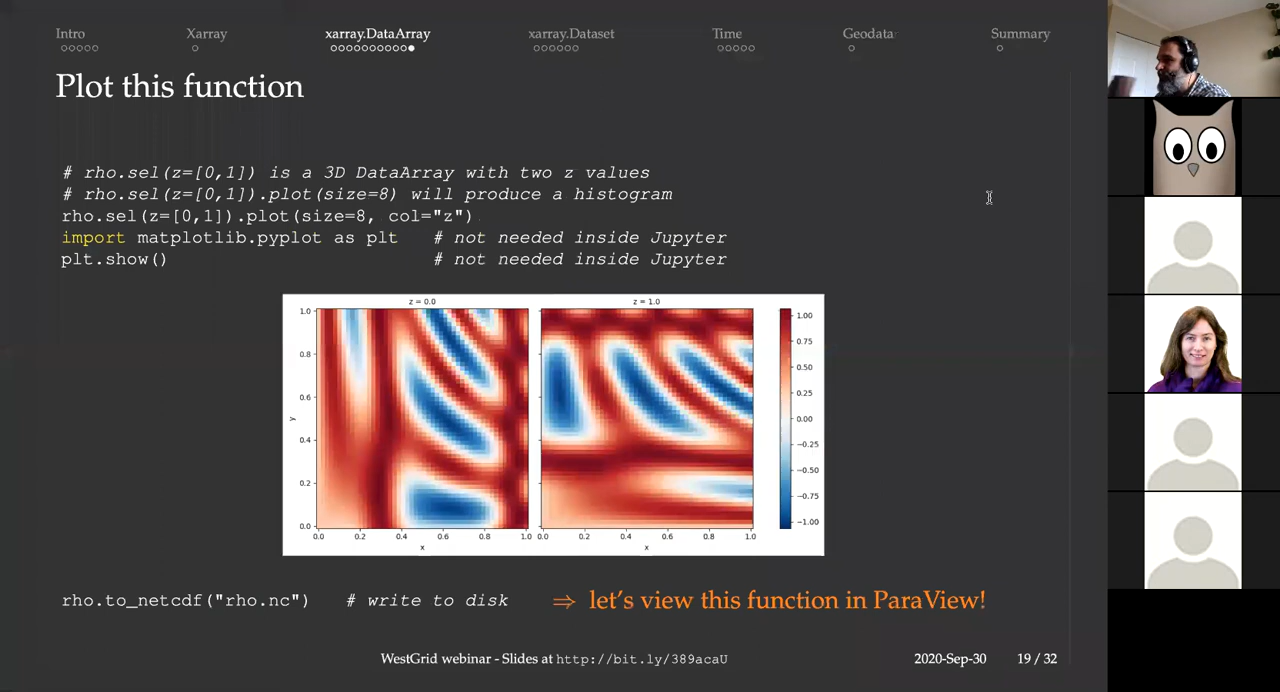 Intro Xarray xarray.DataArray xarray.Dataset Time Geodata Summary
Plot this function
# rho.sel(z=[0,1]) is a 3D DataArray with two z values
# rho.sel(z=[0,1]).plot(size=8) will produce a histogram
rho.sel(z=[0,1]).plot(size=8, col="z")
import matplotlib.pyplot as plt # not needed inside Jupyter
plt.show() # not needed inside Jupyter
z = 0.0 z = 1.0
1.0
0.8
0.6
0.4
0.2
0.0
y
0.0 0.2 0.4 0.6 0.8 1.0
x
0.0 0.2 0.4 0.6 0.8 1.0
x
1.00
0.75
0.50
0.25
0.00
−0.25
−0.50
−0.75
−1.00
rho.to_netcdf("rho.nc") # write to disk ⇒ let's view this function in ParaView!
WestGrid webinar - Slides at http://bit.ly/389acaU 2020-Sep-30 19 / 32